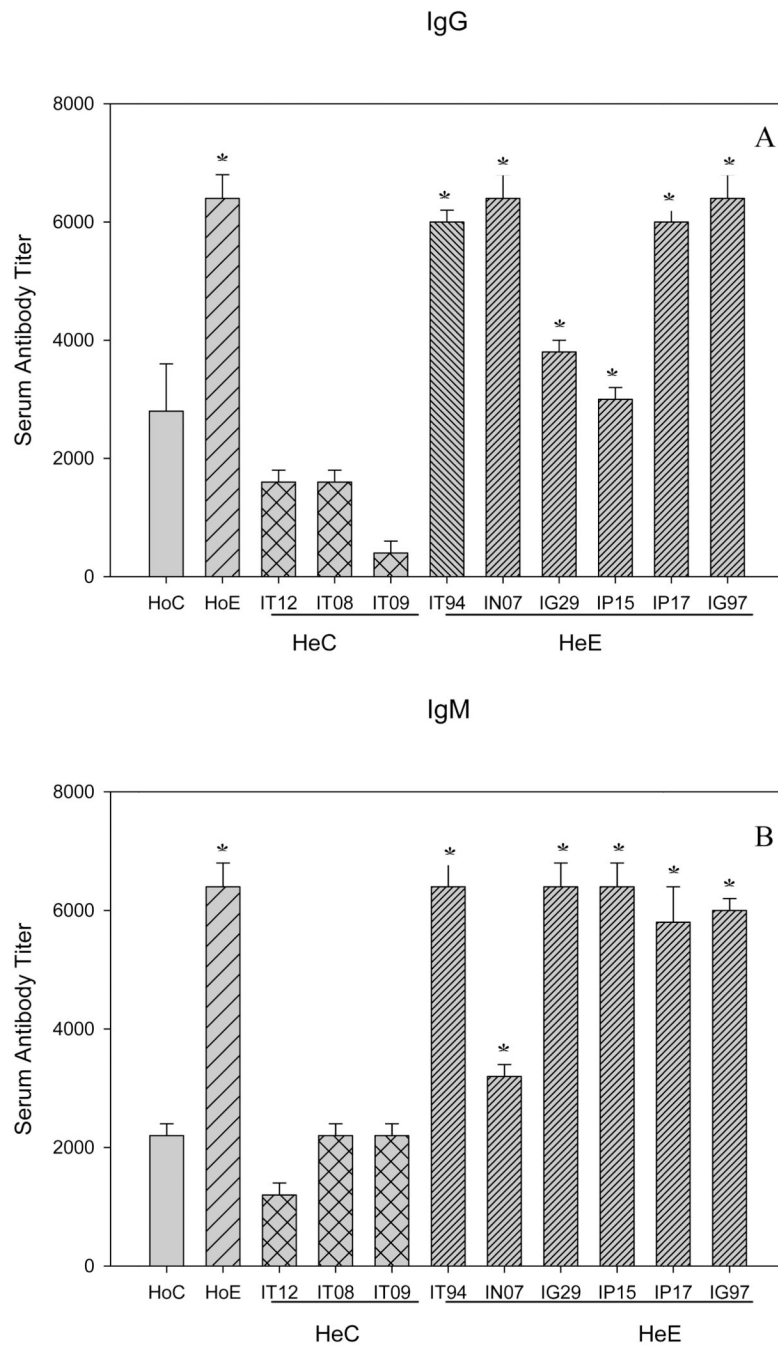 IgG
A
8000
6000
4000
2000
0
Serum Antibody Titer
* * * * * * *
HoC HoE IT12 IT08 IT09 IT94 IN07 IG29 IP15 IP17 IG97
HeC HeE
IgM
B
8000
6000
4000
2000
0
Serum Antibody Titer
* * * * * * *
HoC HoE IT12 IT08 IT09 IT94 IN07 IG29 IP15 IP17 IG97
HeC HeE